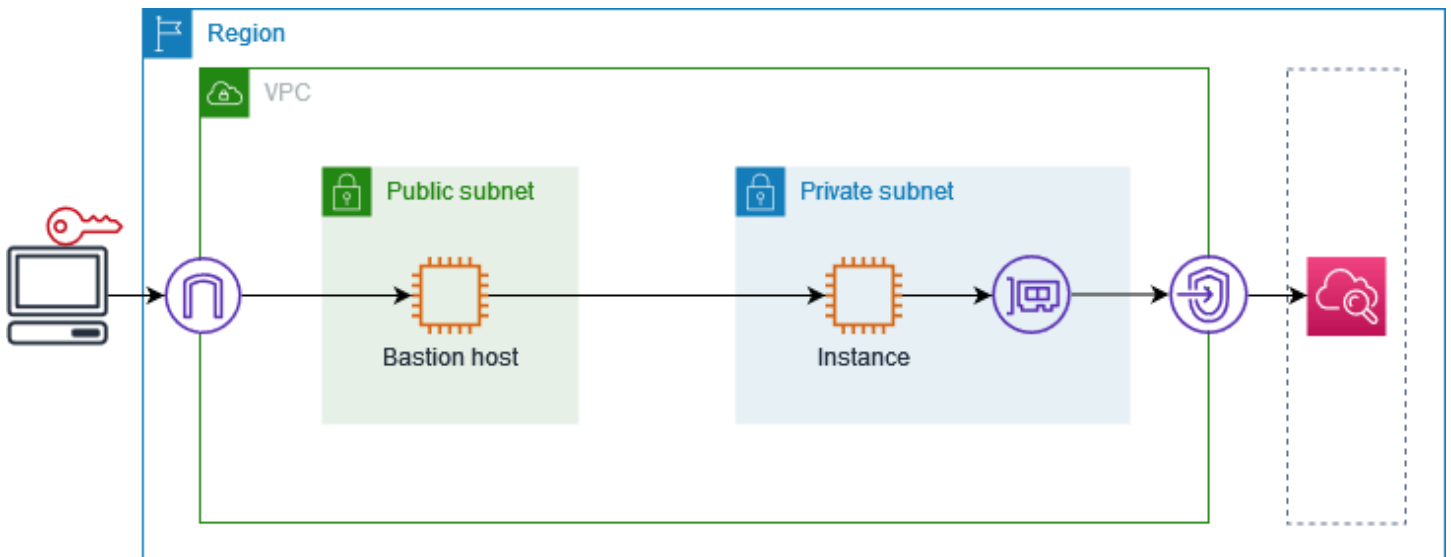 Region
VPC
Public subnet
Private subnet
Bastion host
Instance